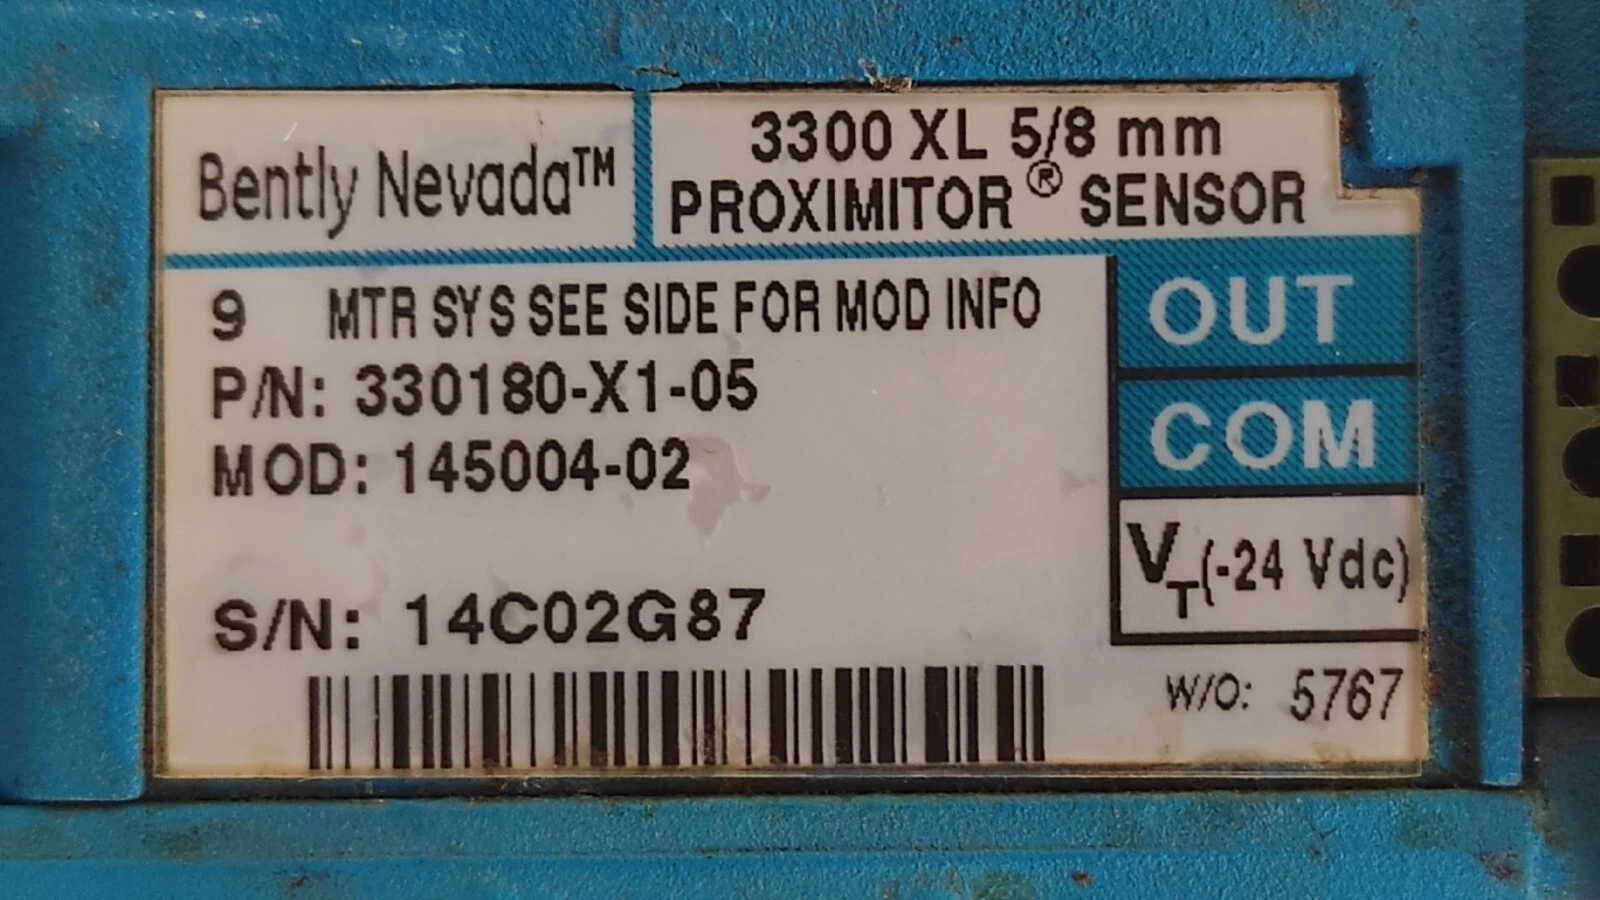 Bently Nevada™
3300 XL 5/8 mm
PROXIMITOR® SENSOR
9 MTR SYS SEE SIDE FOR MOD INFO
P/N: 330180-X1-05
MOD: 145004-02
S/N: 14C02G87
OUT
COM
VT (-24 Vdc)
W/O: 5767